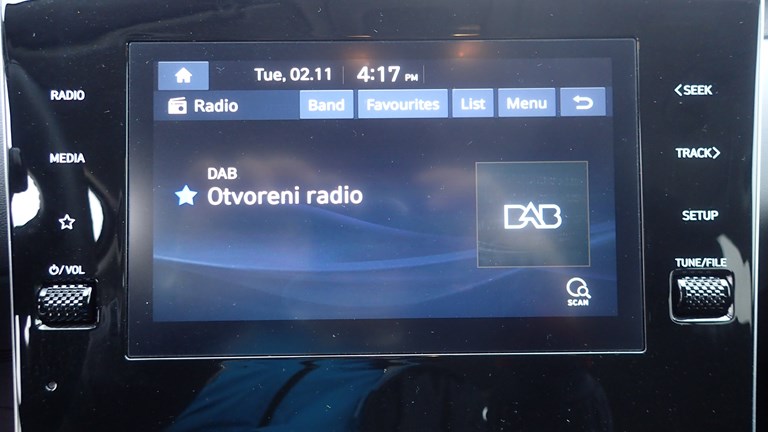 Tue, 02.11 4:17 PM
Radio Band Favourites List Menu
DAB
Otvoreni radio
DAB
SCAN
RADIO
MEDIA
/VOL
<SEEK
TRACK>
SETUP
TUNE/FILE